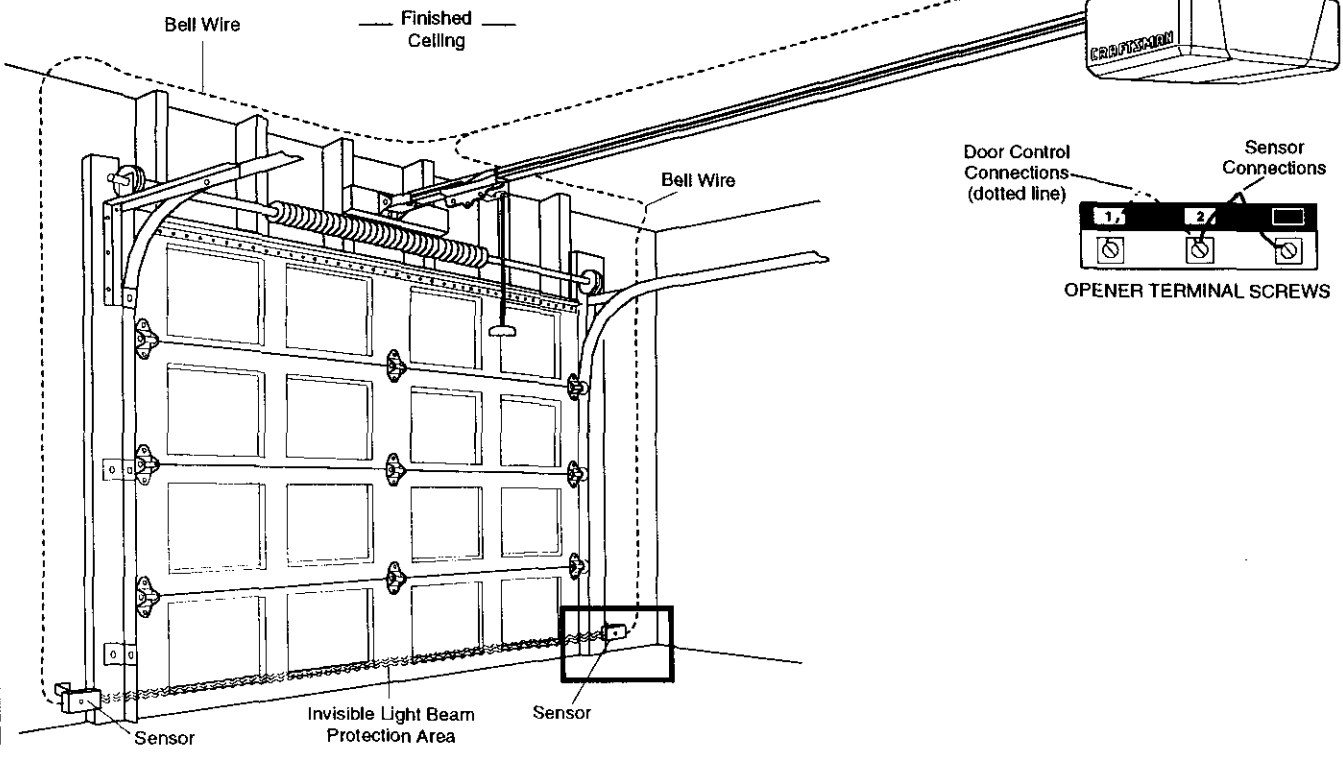 Bell Wire
Finished
Ceiling
CRAFTSMAN
Door Control
Connections
(dotted line)
Sensor
Connections
Bell Wire
1,
2
1,
OPENER TERMINAL SCREWS
Invisible Light Beam
Protection Area
Sensor
Sensor